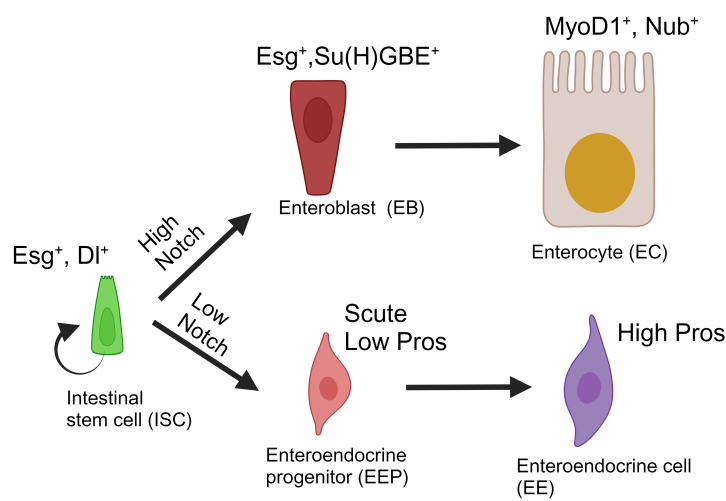 MyoD1⁺, Nub⁺
Esg⁺,Su(H)GBE⁺
Enteroblast (EB)
Enterocyte (EC)
High
Notch
Esg⁺, Dl⁺
Low
Notch
Intestinal
stem cell (ISC)
Scute
Low Pros
High Pros
Enteroendocrine
progenitor (EEP)
Enteroendocrine cell
(EE)